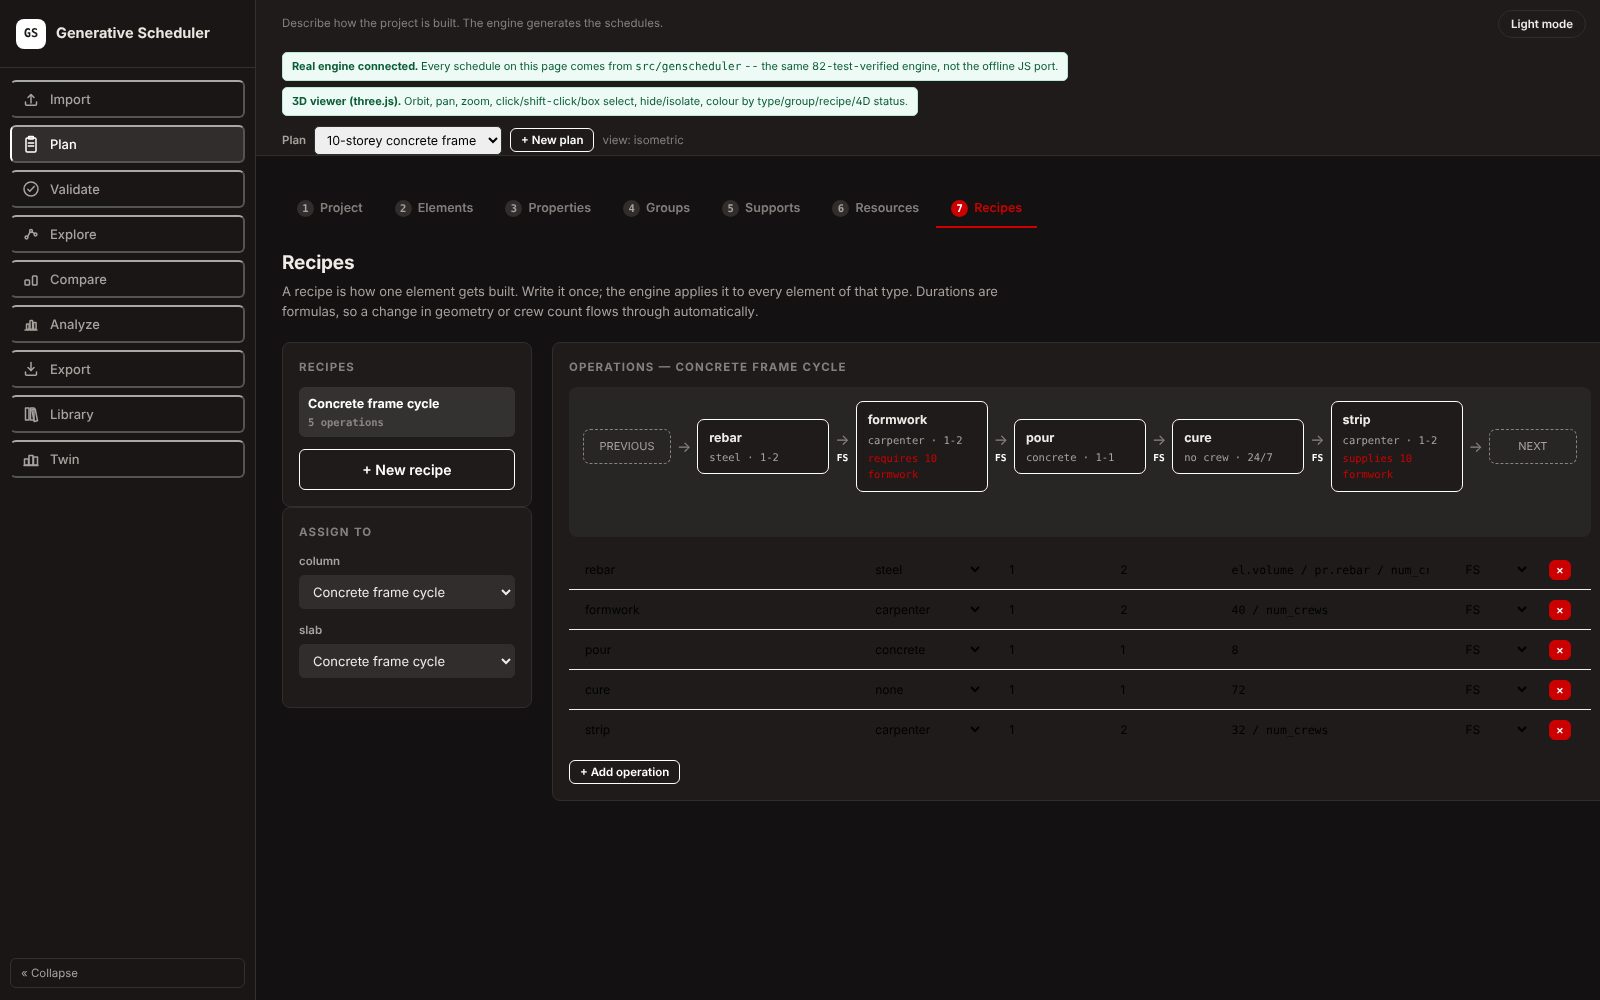 GS Generative Scheduler
Import
Plan
Validate
Explore
Compare
Analyze
Export
Library
Twin
« Collapse
Describe how the project is built. The engine generates the schedules.
Light mode
Real engine connected. Every schedule on this page comes from src/genscheduler -- the same 82-test-verified engine, not the offline JS port.
3D viewer (three.js). Orbit, pan, zoom, click/shift-click/box select, hide/isolate, colour by type/group/recipe/4D status.
Plan 10-storey concrete frame + New plan view: isometric
1 Project 2 Elements 3 Properties 4 Groups 5 Supports 6 Resources 7 Recipes
Recipes
A recipe is how one element gets built. Write it once; the engine applies it to every element of that type. Durations are
formulas, so a change in geometry or crew count flows through automatically.
RECIPES
Concrete frame cycle
5 operations
+ New recipe
ASSIGN TO
column
Concrete frame cycle
slab
Concrete frame cycle
OPERATIONS — CONCRETE FRAME CYCLE
PREVIOUS →
rebar
steel · 1-2
→ FS
formwork
carpenter · 1-2
requires 10
formwork
→ FS
pour
concrete · 1-1
→ FS
cure
no crew · 24/7
→ FS
strip
carpenter · 1-2
supplies 10
formwork
→ NEXT
rebar steel 1 2 el.volume / pr.rebar / num_cr FS ×
formwork carpenter 1 2 40 / num_crews FS ×
pour concrete 1 1 8 FS ×
cure none 1 1 72 FS ×
strip carpenter 1 2 32 / num_crews FS ×
+ Add operation